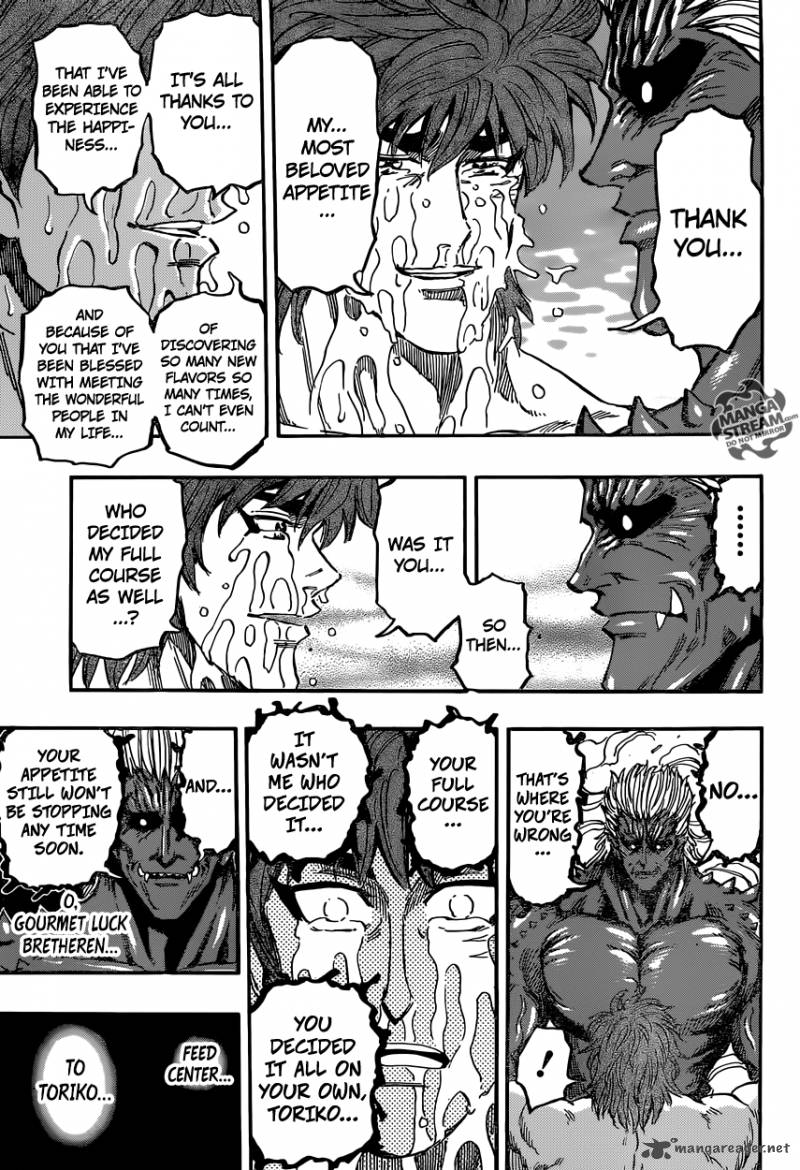 THANK
YOU...
MY...
MOST
BELOVED
APPETITE
...
IT'S ALL
THANKS TO
YOU...
THAT I'VE
BEEN ABLE TO
EXPERIENCE
THE HAPPI-
NESS...
OF
DISCOVERING
SO MANY NEW
FLAVORS SO
MANY TIMES,
I CAN'T EVEN
COUNT...
AND
BECAUSE OF
YOU THAT I'VE
BEEN BLESSED
WITH MEETING
THE WONDERFUL
PEOPLE IN
MY LIFE...
MANGA
STREAM.com
DO NOT MIRROR
......
SO
THEN...
WAS IT
YOU...
WHO
DECIDED
MY FULL
COURSE
AS WELL
...?
NO...
THAT'S
WHERE
YOU'RE
WRONG
...
!
YOUR
FULL
COURSE
...
IT
WASN'T
ME WHO
DECIDED
IT...
YOU
DECIDED
IT ALL ON
YOUR OWN,
TORIKO...
AND...
YOUR
APPETITE
STILL WON'T
BE STOPPING
ANY TIME
SOON.
O,
GOURMET LUCK
BRETHEREN...
FEED
CENTER...
TO
TORIKO...
mangareader.net